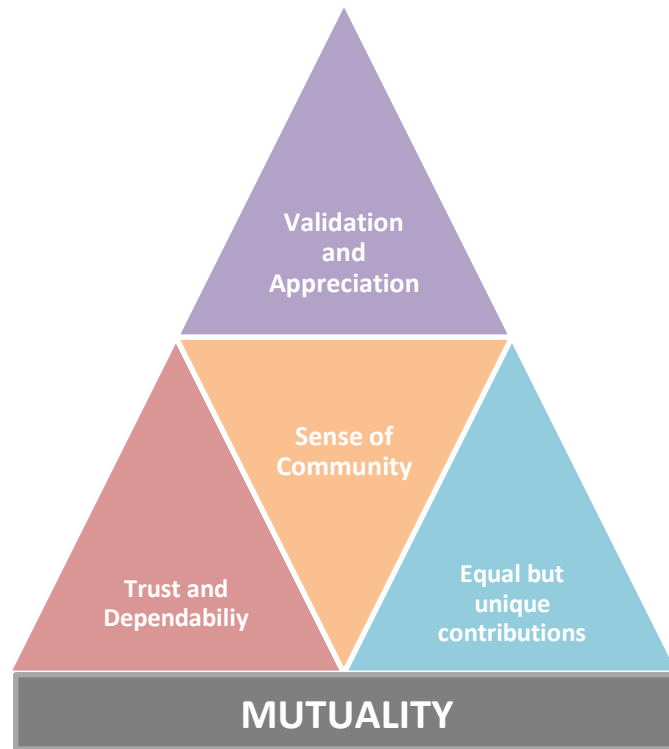 Validation
and
Appreciation
Sense of
Community
Trust and
Dependabiliy
Equal but
unique
contributions
MUTUALITY